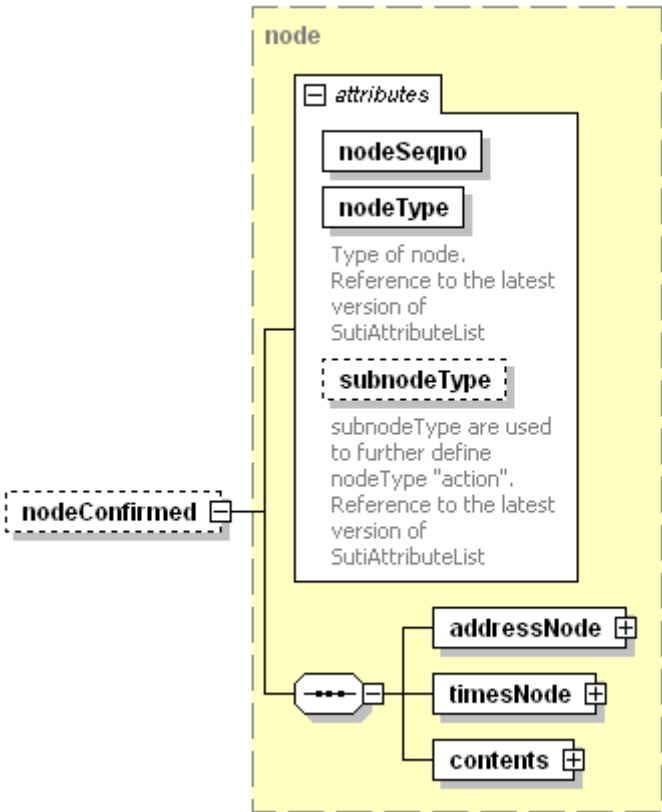 node
attributes
nodeSeqno
nodeType
Type of node.
Reference to the latest
version of
SutiAttributeList
subnodeType
subnodeType are used
to further define
nodeType "action".
Reference to the latest
version of
SutiAttributeList
nodeConfirmed
addressNode
timesNode
contents